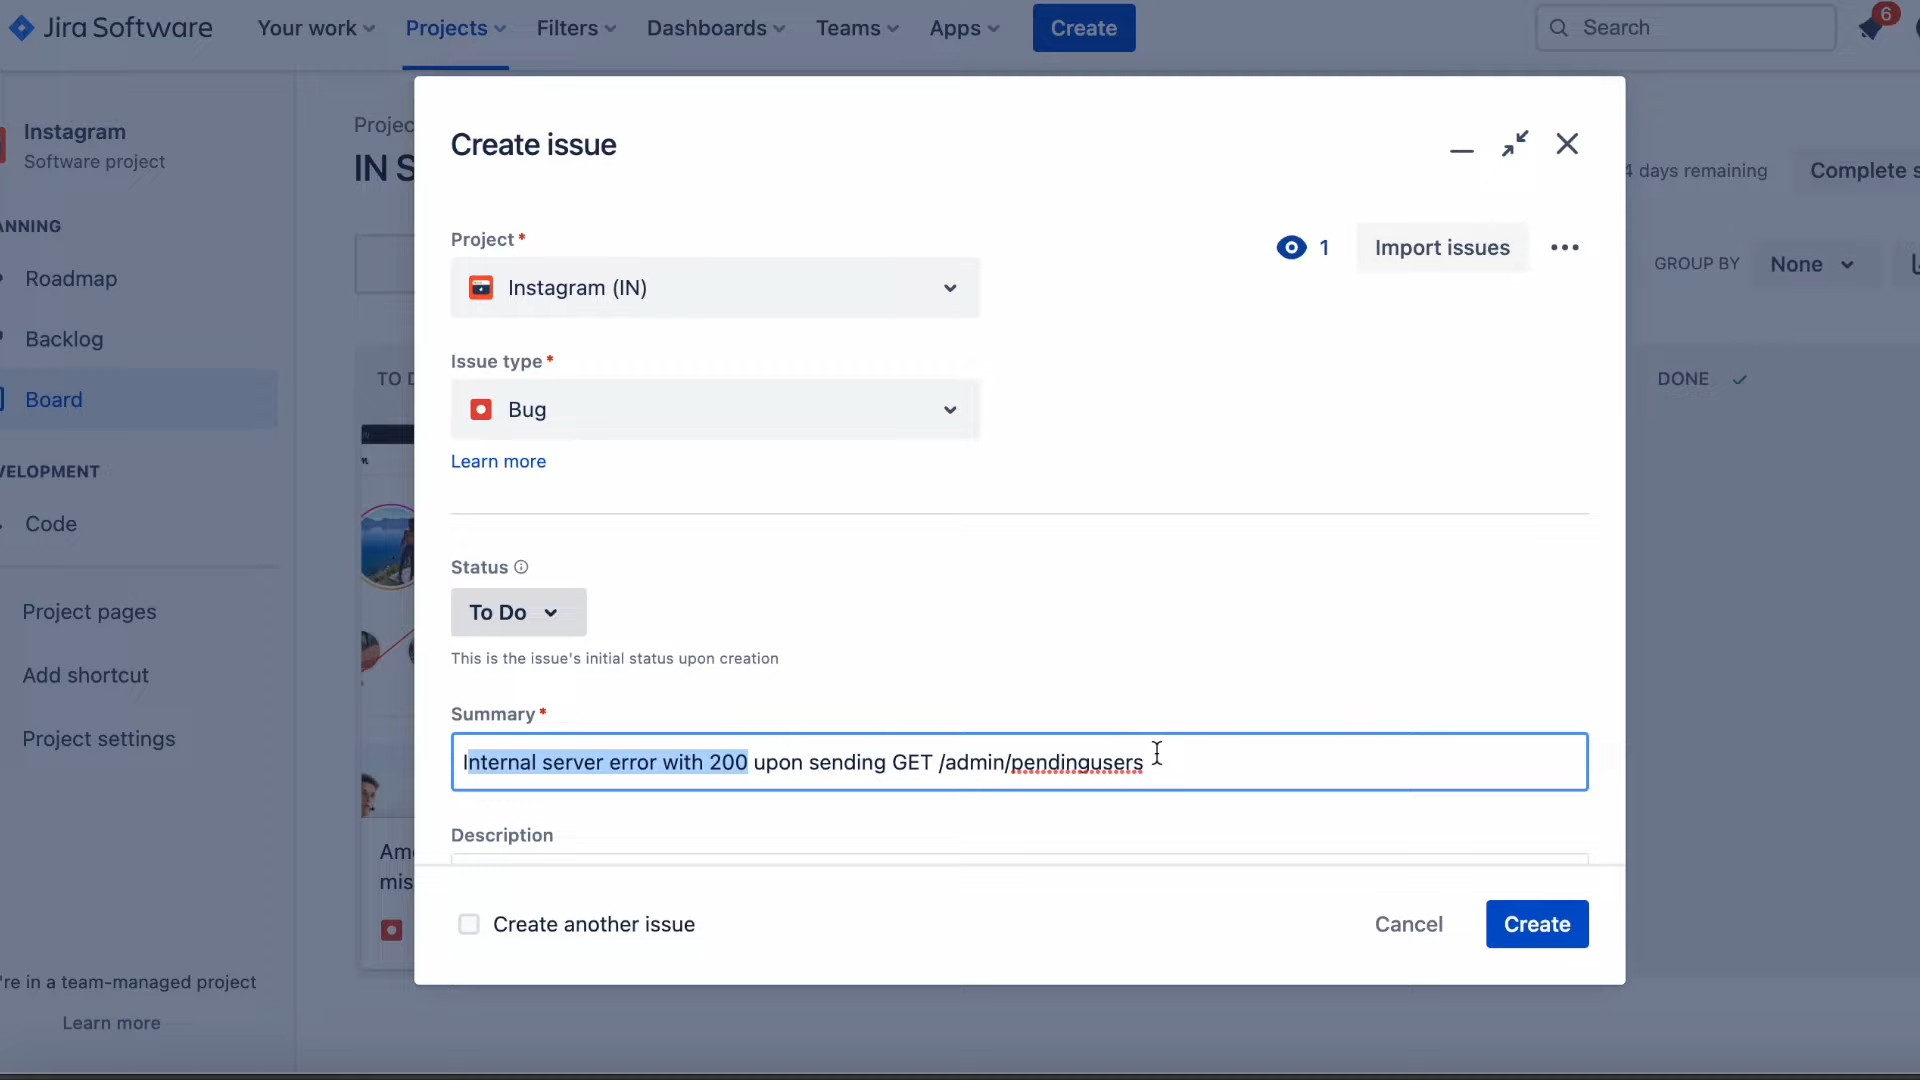 Jira Software
Your work
Projects
Filters
Dashboards
Teams
Apps
Create
Search
6
Instagram
Software project
ANNING
Roadmap
Backlog
Board
VELOPMENT
Code
Project pages
Add shortcut
Project settings
're in a team-managed project
Learn more
Projec
IN S
4 days remaining
Complete s
GROUP BY
None
TO D
DONE
Ame
mis
Create issue
Project *
Instagram (IN)
1
Import issues
Issue type *
Bug
Learn more
Status
To Do
This is the issue's initial status upon creation
Summary *
Internal server error with 200 upon sending GET /admin/pendingusers
Description
Create another issue
Cancel
Create